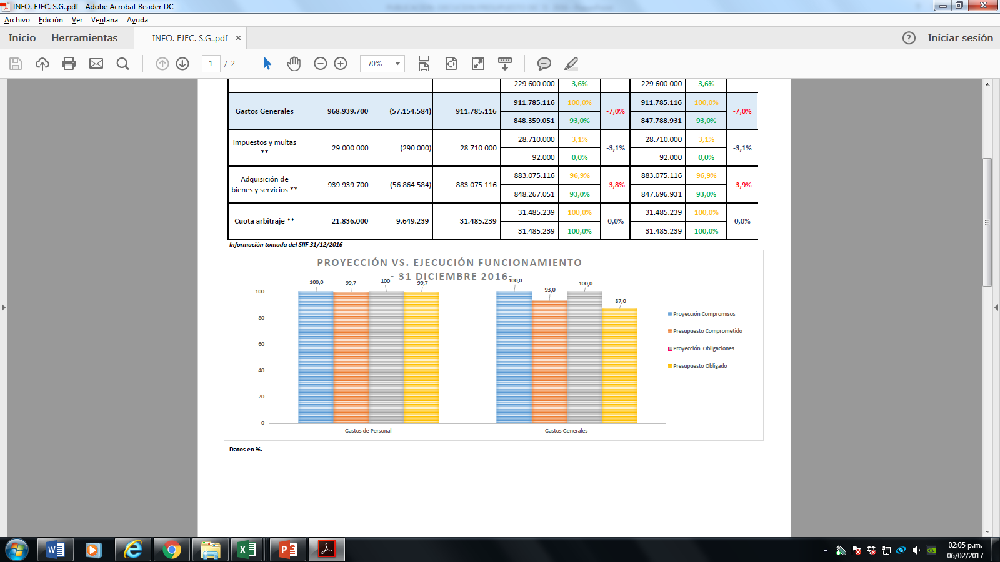 INFO. EJEC. S.G..pdf - Adobe Acrobat Reader DC
Archivo Edición Ver Ventana Ayuda
Inicio Herramientas INFO. EJEC. S.G..pdf × ? Iniciar sesión
1 / 2 70%
229.600.000 3,6% 229.600.000 3,6%
911.785.116 100,0% 911.785.116 100,0%
Gastos Generales 968.939.700 (57.154.584) 911.785.116 -7,0% -7,0%
848.359.051 93,0% 847.788.931 93,0%
Impuestos y multas 28.710.000 3,1% 28.710.000 3,1%
** 29.000.000 (290.000) 28.710.000 -3,1% -3,1%
92.000 0,0% 92.000 0,0%
Adquisición de 883.075.116 96,9% 883.075.116 96,9%
bienes y servicios ** 939.939.700 (56.864.584) 883.075.116 -3,8% -3,9%
848.267.051 93,0% 847.696.931 93,0%
31.485.239 100,0% 31.485.239 100,0%
Cuota arbitraje ** 21.836.000 9.649.239 31.485.239 0,0% 0,0%
31.485.239 100,0% 31.485.239 100,0%
Información tomada del SIIF 31/12/2016
PROYECCIÓN VS. EJECUCIÓN FUNCIONAMIENTO
- 31 DICIEMBRE 2016-
100,0 99,7 100 99,7 100,0 93,0 100,0 87,0
100
80
60
40
20
0
Gastos de Personal Gastos Generales
Proyección Compromisos
Presupuesto Comprometido
Proyección Obligaciones
Presupuesto Obligado
Datos en %.
02:05 p.m.
06/02/2017